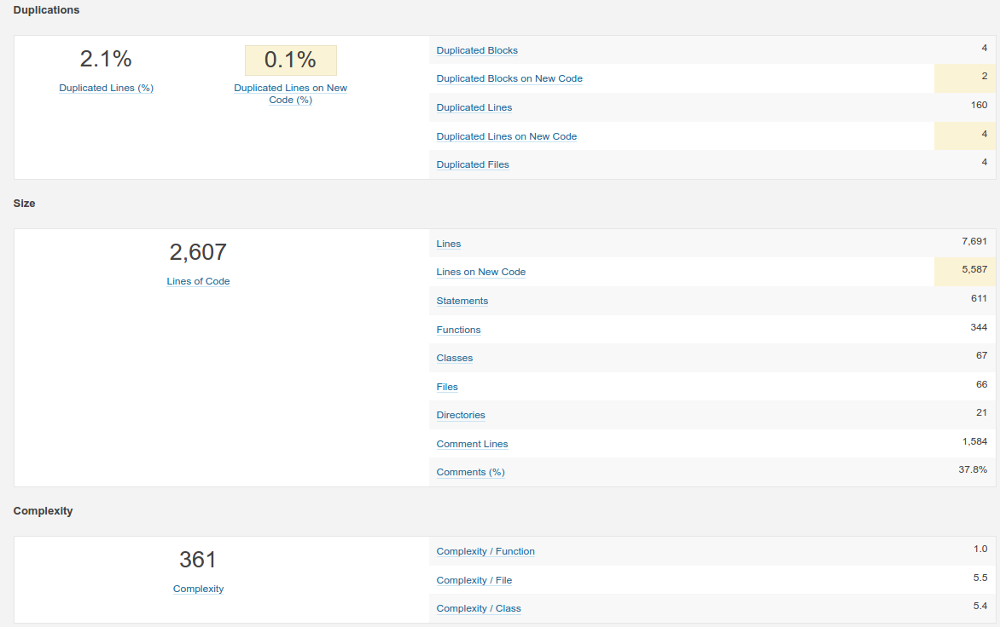 Duplications
2.1%
Duplicated Lines (%)
0.1%
Duplicated Lines on New
Code (%)
Duplicated Blocks 4
Duplicated Blocks on New Code 2
Duplicated Lines 160
Duplicated Lines on New Code 4
Duplicated Files 4
Size
2,607
Lines of Code
Lines 7,691
Lines on New Code 5,587
Statements 611
Functions 344
Classes 67
Files 66
Directories 21
Comment Lines 1,584
Comments (%) 37.8%
Complexity
361
Complexity
Complexity / Function 1.0
Complexity / File 5.5
Complexity / Class 5.4